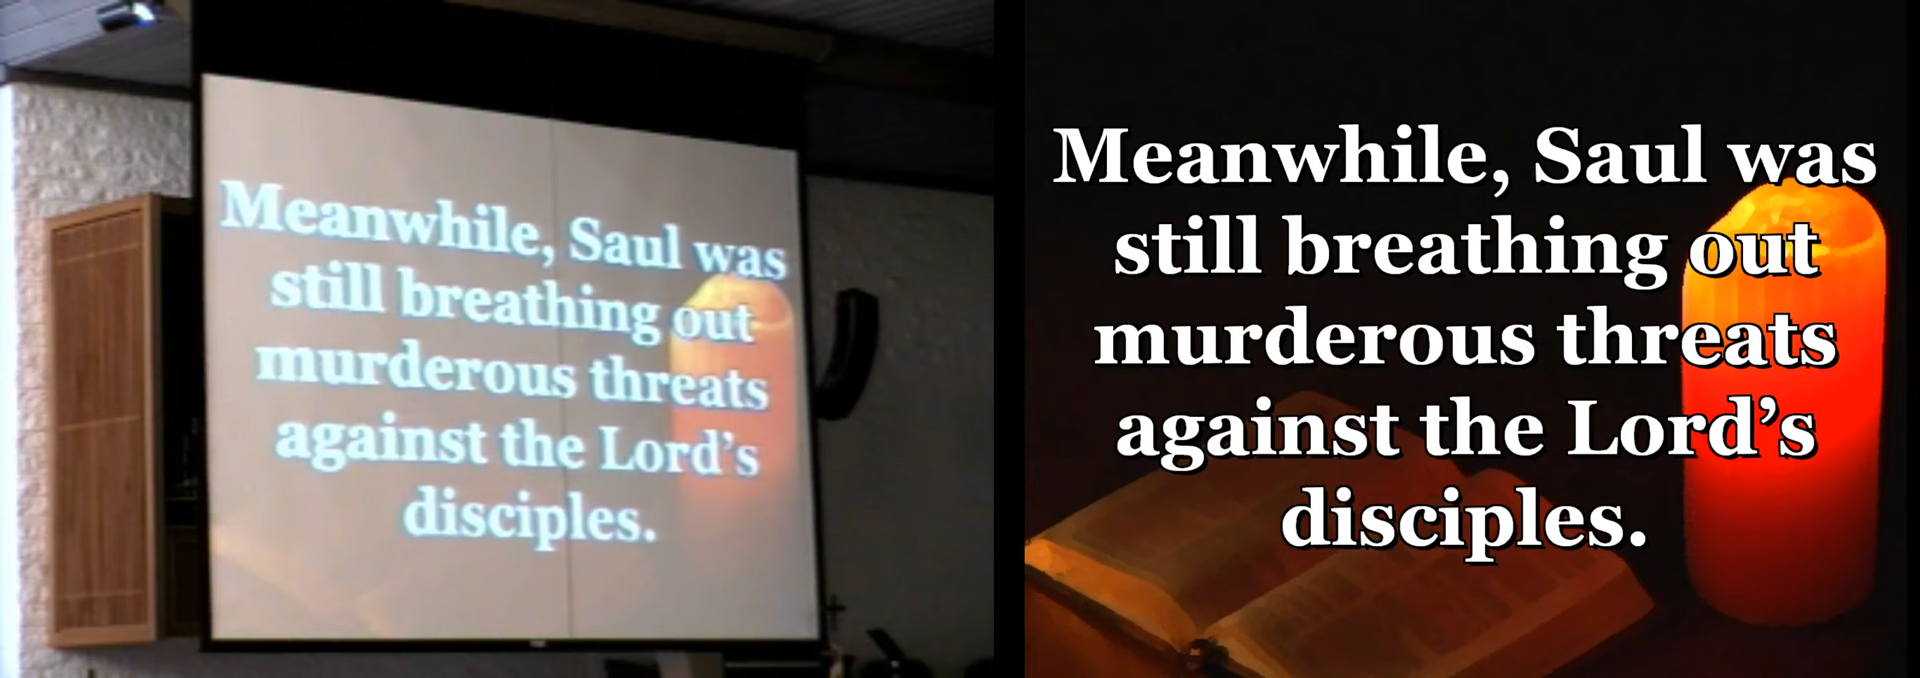 Meanwhile, Saul was
still breathing out
murderous threats
against the Lord’s
disciples.
Meanwhile, Saul was
still breathing out
murderous threats
against the Lord’s
disciples.